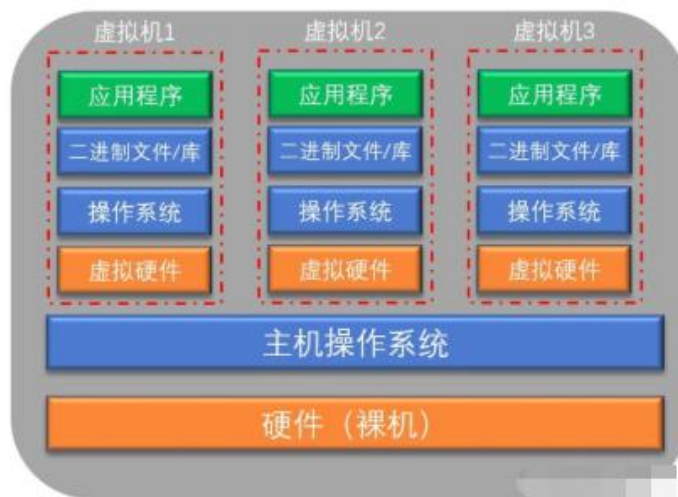 虚拟机1 虚拟机2 虚拟机3
应用程序 应用程序 应用程序
二进制文件/库 二进制文件/库 二进制文件/库
操作系统 操作系统 操作系统
虚拟硬件 虚拟硬件 虚拟硬件
主机操作系统
硬件（裸机）